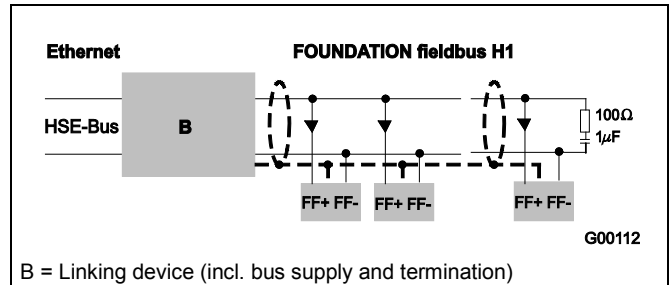 Ethernet FOUNDATION fieldbus H1
HSE-Bus B 100Ω
1µF
FF+ FF- FF+ FF- FF+ FF-
G00112
B = Linking device (incl. bus supply and termination)